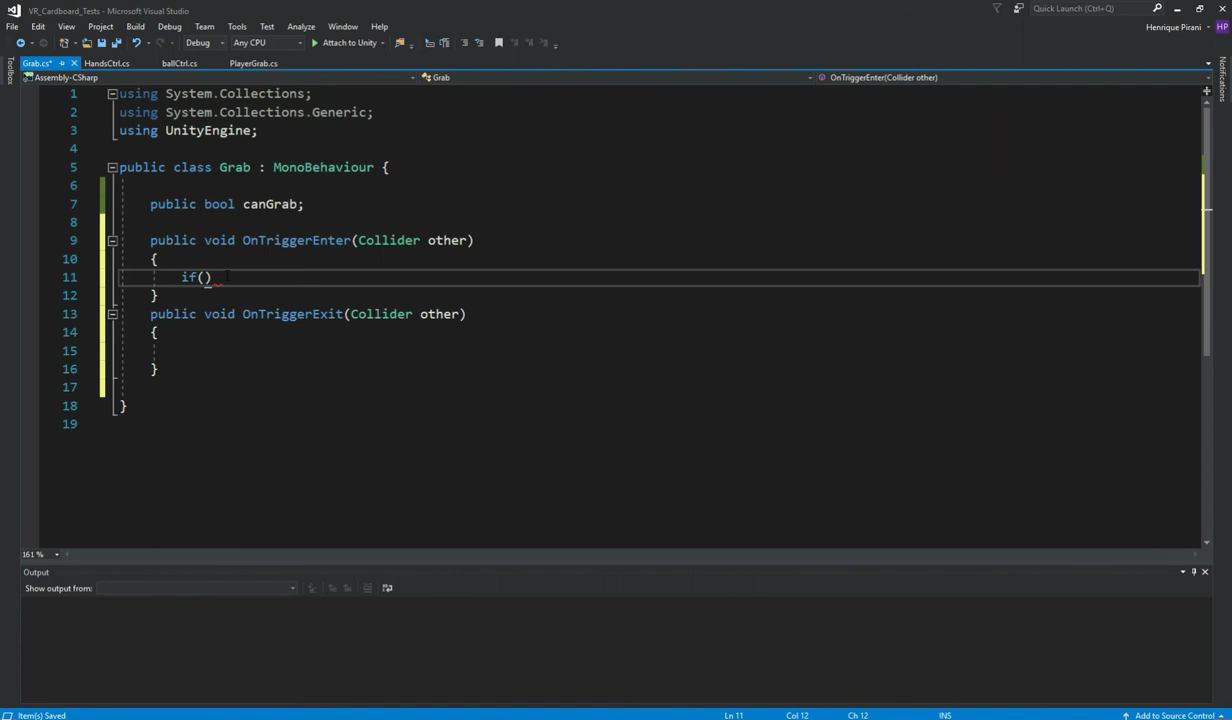 VR_Cardboard_Tests - Microsoft Visual Studio
Quick Launch (Ctrl+Q)
File Edit View Project Build Debug Team Tools Test Analyze Window Help
Henrique Pirani HP
Debug Any CPU Attach to Unity
Grab.cs* HandsCtrl.cs ballCtrl.cs PlayerGrab.cs
Toolbox
Notifications
Assembly-CSharp Grab OnTriggerEnter(Collider other)
1 using System.Collections;
2 using System.Collections.Generic;
3 using UnityEngine;
4
5 public class Grab : MonoBehaviour {
6
7 public bool canGrab;
8
9 public void OnTriggerEnter(Collider other)
10 {
11 if()
12 }
13 public void OnTriggerExit(Collider other)
14 {
15
16 }
17
18 }
19
161 %
Output
Show output from:
Item(s) Saved Ln 11 Col 12 Ch 12 INS Add to Source Control